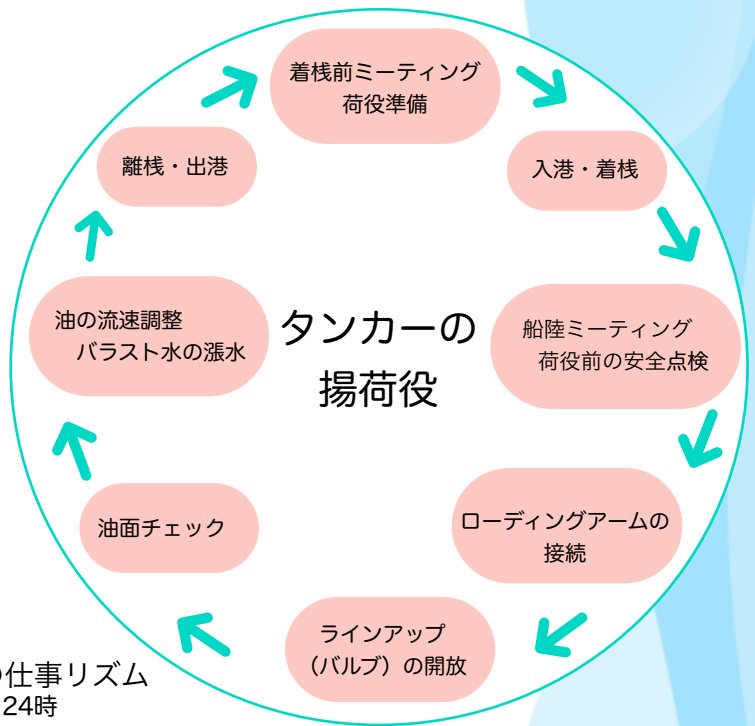 着桟前ミーティング
荷役準備
入港・着桟
船陸ミーティング
荷役前の安全点検
ローディングアームの
接続
ラインアップ
(バルブ)の開放
油面チェック
油の流速調整
バラスト水の漲水
離桟・出港
タンカーの
揚荷役
の仕事リズム
24時